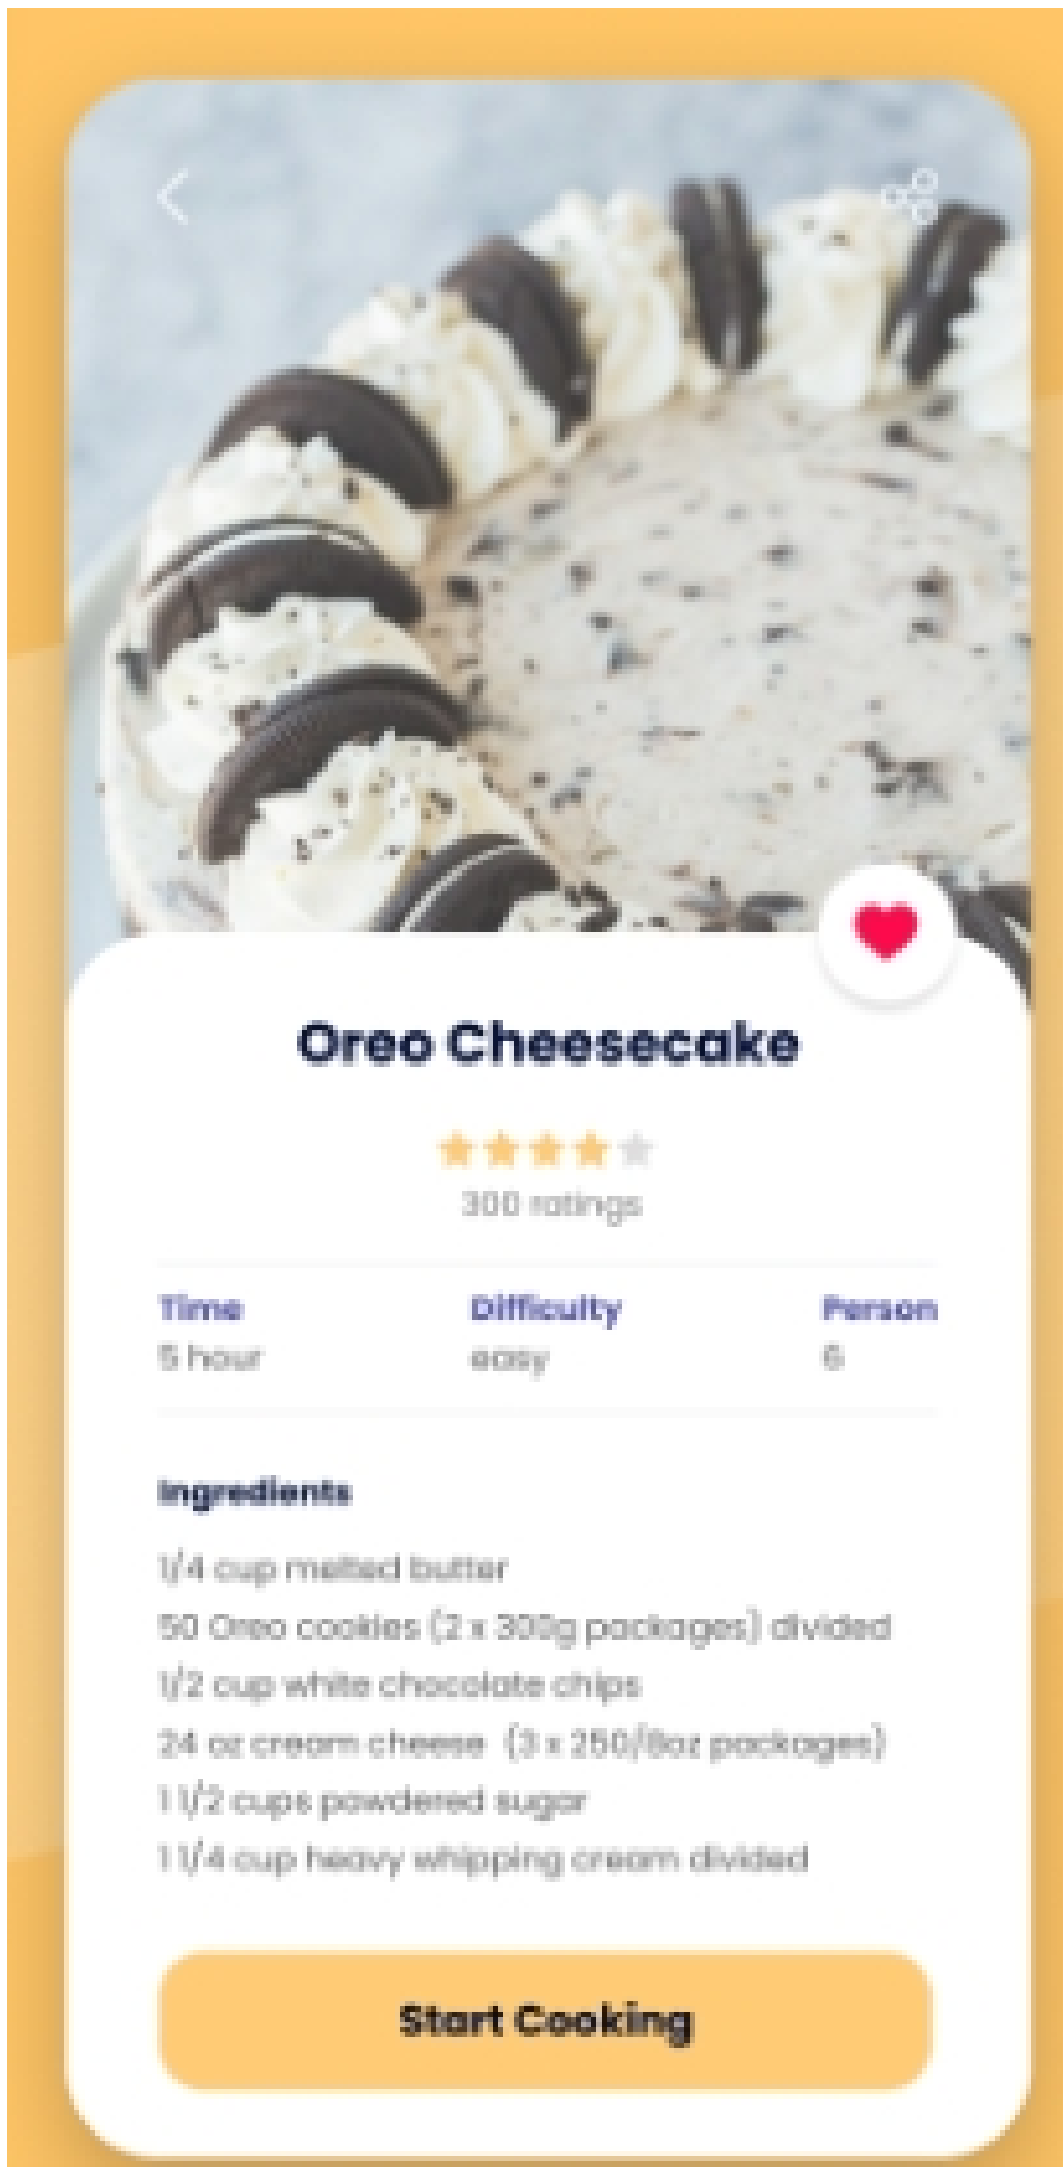 Oreo Cheesecake
300 ratings
Time Difficulty Person
5 hour easy 6
Ingredients
1/4 cup melted butter
50 Oreo cookies (2 x 300g packages) divided
1/2 cup white chocolate chips
24 oz cream cheese (3 x 250/8oz packages)
1 1/2 cups powdered sugar
1 1/4 cup heavy whipping cream divided
Start Cooking